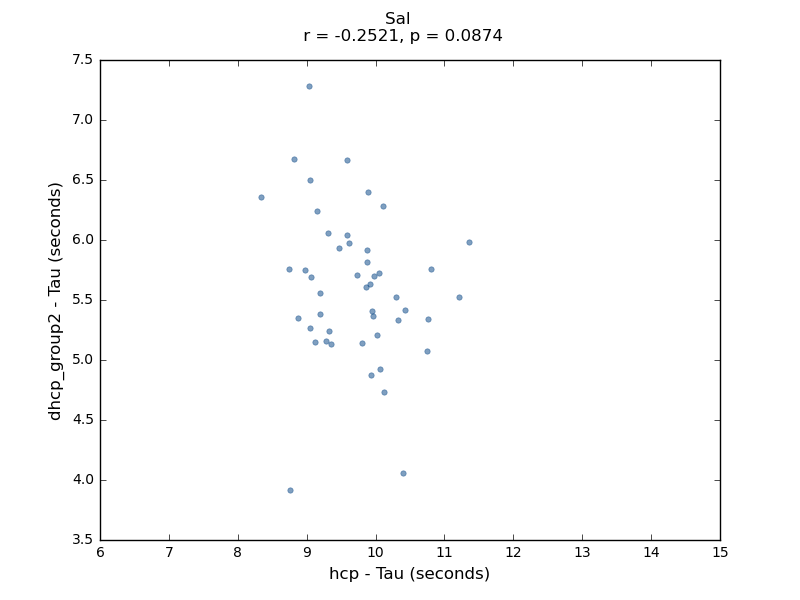 Sal
r = -0.2521, p = 0.0874
7.5
7.0
6.5
6.0
5.5
5.0
4.5
4.0
3.5
dhcp_group2 - Tau (seconds)
6 7 8 9 10 11 12 13 14 15
hcp - Tau (seconds)